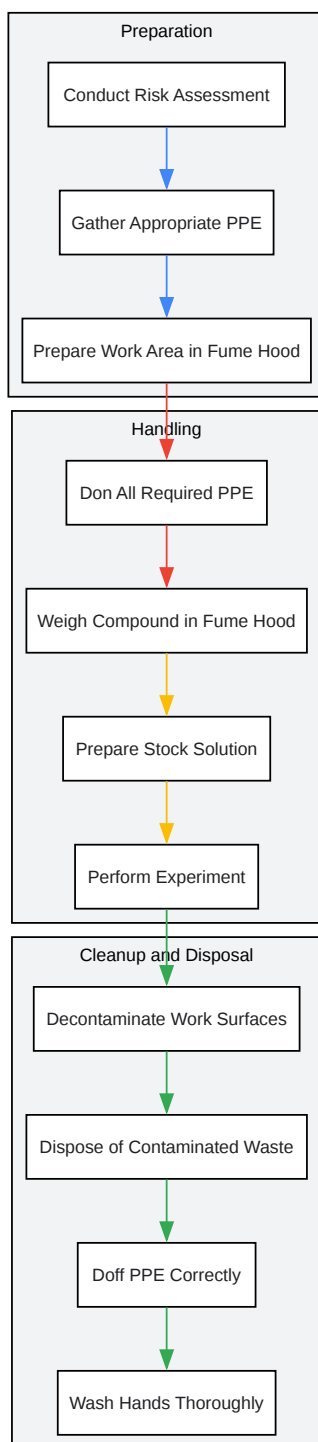 Preparation
Conduct Risk Assessment
Gather Appropriate PPE
Prepare Work Area in Fume Hood
Handling
Don All Required PPE
Weigh Compound in Fume Hood
Prepare Stock Solution
Perform Experiment
Cleanup and Disposal
Decontaminate Work Surfaces
Dispose of Contaminated Waste
Doff PPE Correctly
Wash Hands Thoroughly